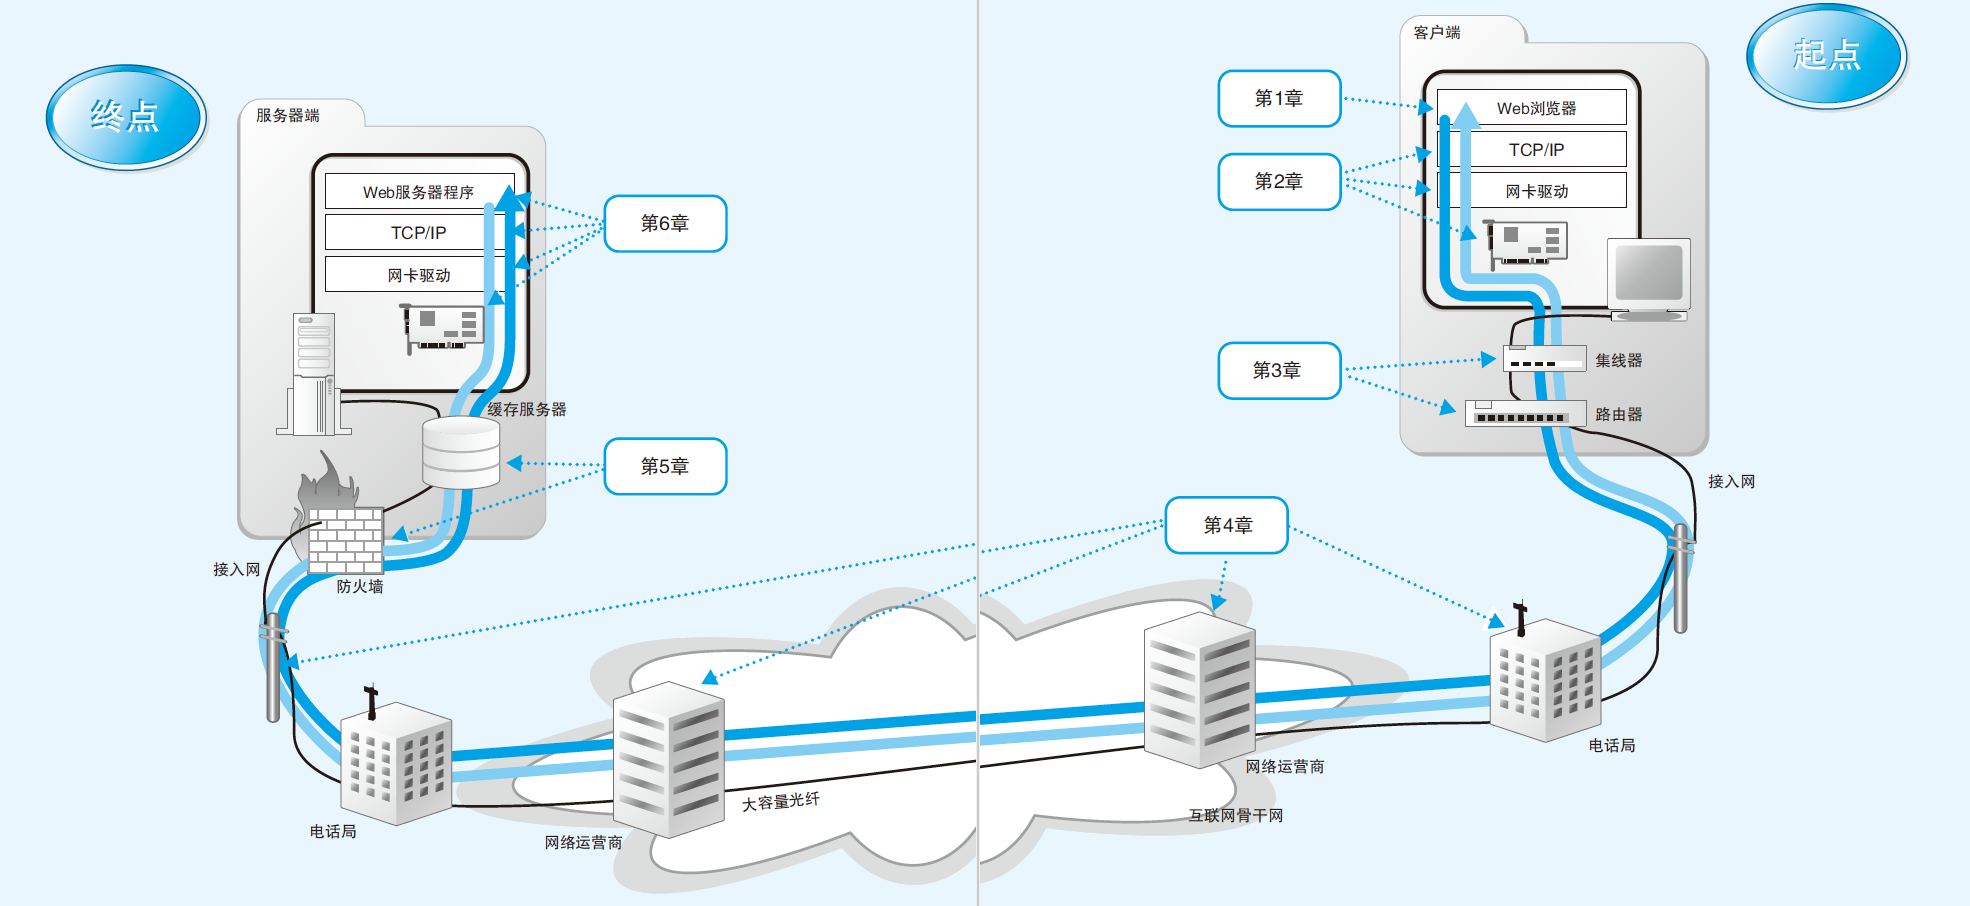 终点
服务器端
Web服务器程序
TCP/IP
网卡驱动
第6章
缓存服务器
第5章
接入网
防火墙
电话局
网络运营商
大容量光纤
客户端
起点
第1章
Web浏览器
TCP/IP
第2章
网卡驱动
第3章
集线器
路由器
接入网
第4章
电话局
网络运营商
互联网骨干网